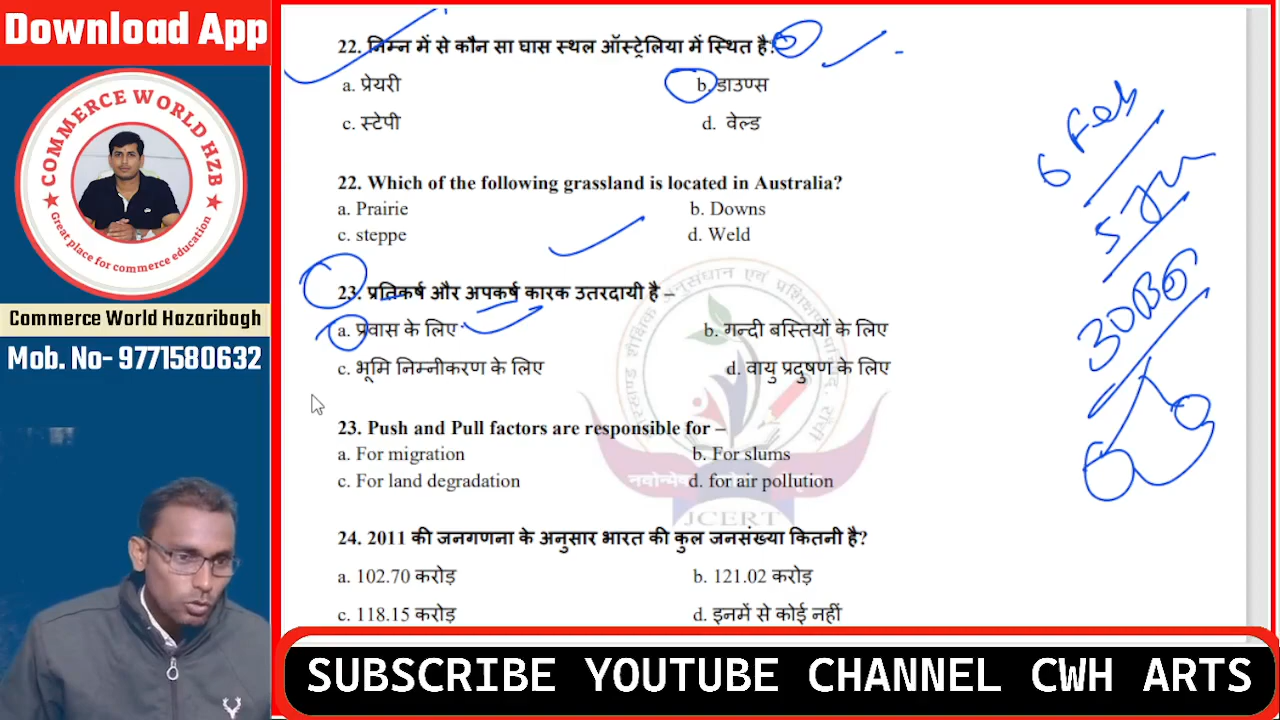 Download App
COMMERCE WORLD HZB
Great place for commerce education
Commerce World Hazaribagh
Mob. No- 9771580632
22. निम्न में से कौन सा घास स्थल ऑस्ट्रेलिया में स्थित है?
a. प्रेयरी b. डाउण्स
c. स्टेपी d. वेल्ड
22. Which of the following grassland is located in Australia?
a. Prairie b. Downs
c. steppe d. Weld
23. प्रतिकर्ष और अपकर्ष कारक उतरदायी है –
a. प्रवास के लिए b. गन्दी बस्तियों के लिए
c. भूमि निम्नीकरण के लिए d. वायु प्रदुषण के लिए
23. Push and Pull factors are responsible for –
a. For migration b. For slums
c. For land degradation d. for air pollution
24. 2011 की जनगणना के अनुसार भारत की कुल जनसंख्या कितनी है?
a. 102.70 करोड़ b. 121.02 करोड़
c. 118.15 करोड़ d. इनमें से कोई नहीं
6 Feb
JCERT
SUBSCRIBE YOUTUBE CHANNEL CWH ARTS